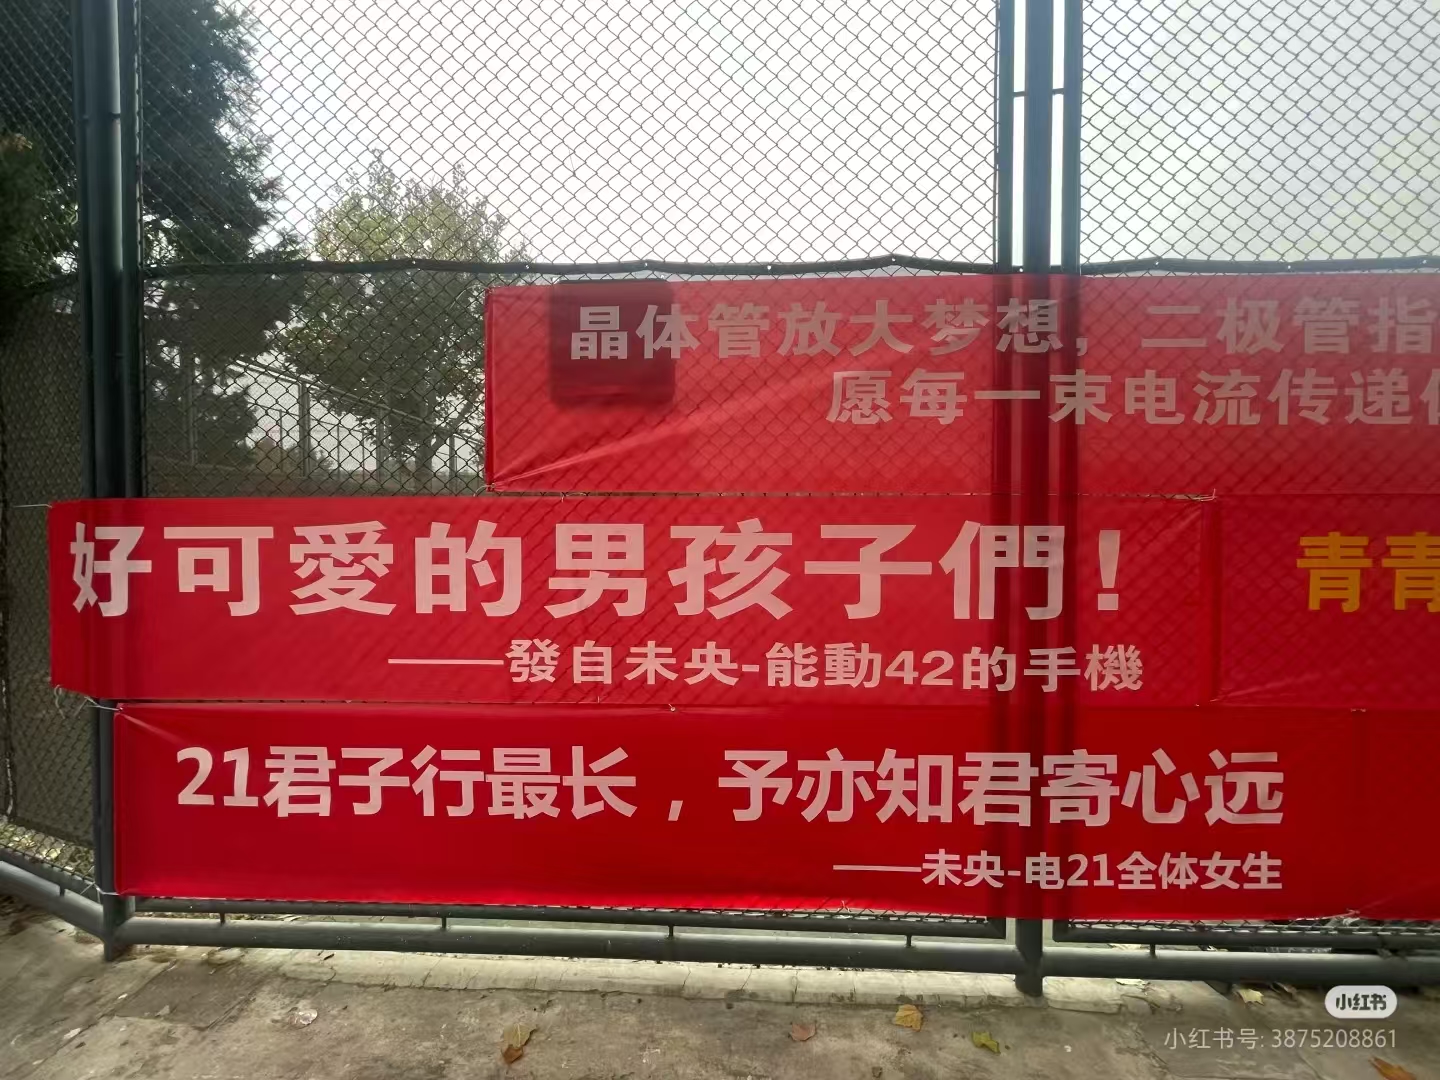 晶体管放大梦想，二极管指
愿每一束电流传递
好可愛的男孩子們！
——發自未央-能動42的手機
青青
21君子行最长，予亦知君寄心远
——未央-电21全体女生
小红书
小红书号: 3875208861